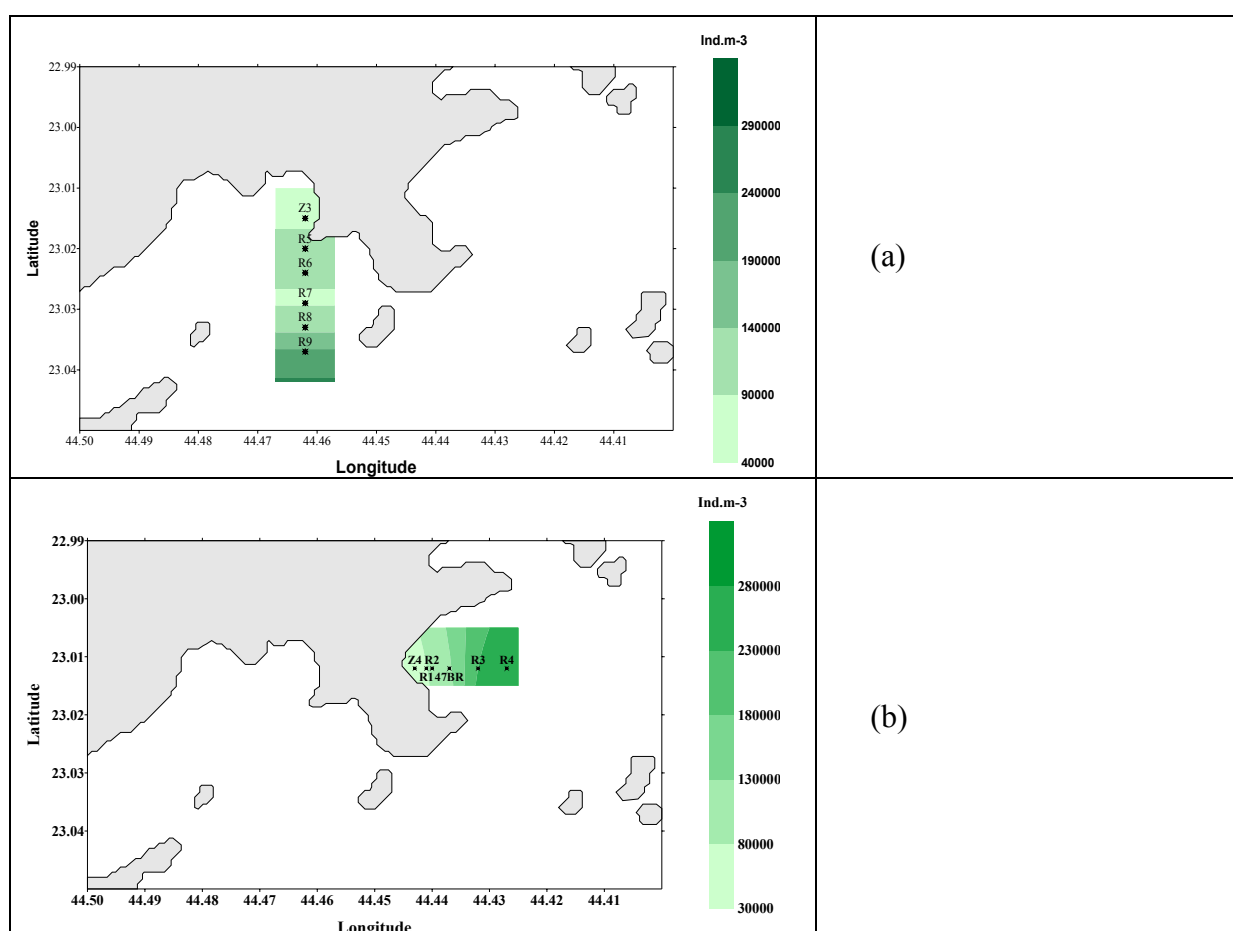 Ind.m-3
22.99
23.00
23.01
23.02
23.03
23.04
Latitude
Z3
R5
R6
R7
R8
R9
290000
240000
190000
140000
90000
40000
44.50 44.49 44.48 44.47 44.46 44.45 44.44 44.43 44.42 44.41
Longitude
(a)
Ind.m-3
22.99
23.00
23.01
23.02
23.03
23.04
Latitude
Z4 R2 R3 R4
R147BR
280000
230000
180000
130000
80000
30000
44.50 44.49 44.48 44.47 44.46 44.45 44.44 44.43 44.42 44.41
Longitude
(b)